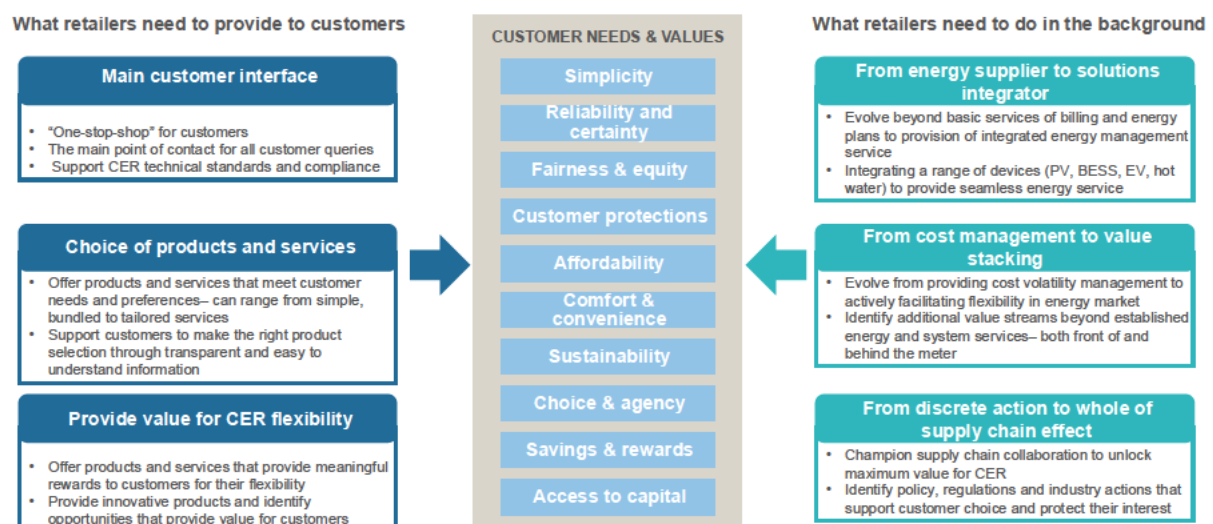 What retailers need to provide to customers
Main customer interface
• “One-stop-shop” for customers
• The main point of contact for all customer queries
• Support CER technical standards and compliance
Choice of products and services
• Offer products and services that meet customer
needs and preferences– can range from simple,
bundled to tailored services
• Support customers to make the right product
selection through transparent and easy to
understand information
Provide value for CER flexibility
• Offer products and services that provide meaningful
rewards to customers for their flexibility
• Provide innovative products and identify
opportunities that provide value for customers
CUSTOMER NEEDS & VALUES
Simplicity
Reliability and
certainty
Fairness & equity
Customer protections
Affordability
Comfort &
convenience
Sustainability
Choice & agency
Savings & rewards
Access to capital
What retailers need to do in the background
From energy supplier to solutions
integrator
• Evolve beyond basic services of billing and energy
plans to provision of integrated energy management
service
• Integrating a range of devices (PV, BESS, EV, hot
water) to provide seamless energy service
From cost management to value
stacking
• Evolve from providing cost volatility management to
actively facilitating flexibility in energy market
• Identify additional value streams beyond established
energy and system services– both front of and
behind the meter
From discrete action to whole of
supply chain effect
• Champion supply chain collaboration to unlock
maximum value for CER
• Identify policy, regulations and industry actions that
support customer choice and protect their interest